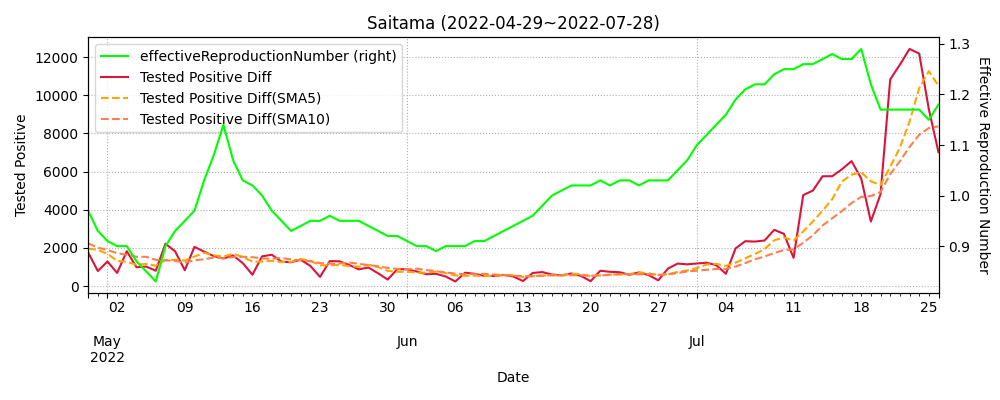 Saitama (2022-04-29~2022-07-28)
effectiveReproductionNumber (right)
Tested Positive Diff
Tested Positive Diff(SMA5)
Tested Positive Diff(SMA10)
Tested Positive
12000
10000
8000
6000
4000
2000
0
1.3
1.2
1.1
1.0
0.9
Effective Reproduction Number
02 09 16 23 30 06 13 20 27 04 11 18 25
May Jun Jul
2022
Date